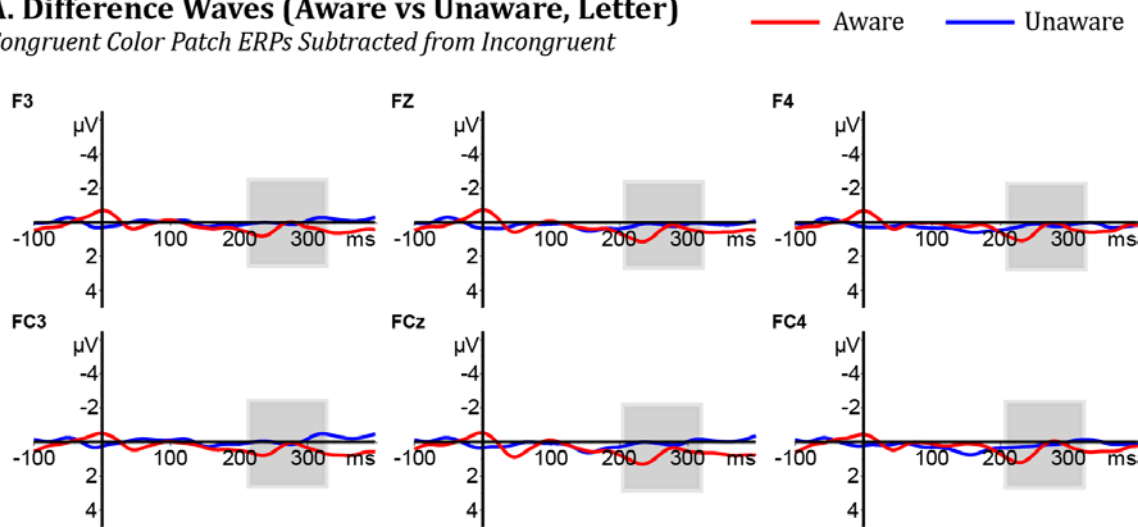 A. Difference Waves (Aware vs Unaware, Letter)
Congruent Color Patch ERPs Subtracted from Incongruent
Aware Unaware
F3 FZ F4
µV µV µV
-4 -4 -4
-2 -2 -2
-100 100 200 300 ms -100 100 200 300 ms -100 100 200 300 ms
2 2 2
4 4 4
FC3 FCz FC4
µV µV µV
-4 -4 -4
-2 -2 -2
-100 100 200 300 ms -100 100 200 300 ms -100 100 200 300 ms
2 2 2
4 4 4